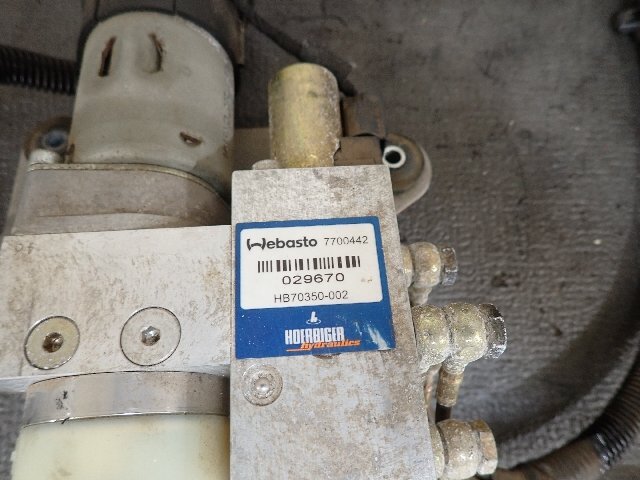 Webasto 7700442
029670
HB70350-002
HOERBIGER
hydraulics